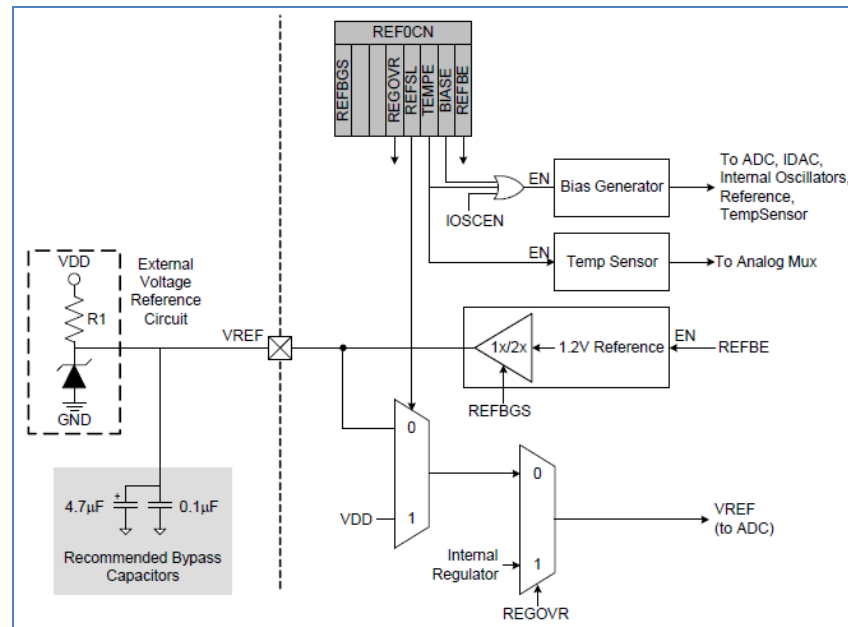 REF0CN
REFBGS
REGOVR
REFSL
TEMPE
BIASE
REFBE
EN
Bias Generator
To ADC, IDAC,
Internal Oscillators,
Reference,
TempSensor
IOSCEN
EN
Temp Sensor
To Analog Mux
VDD
R1
GND
External
Voltage
Reference
Circuit
VREF
1x/2x
1.2V Reference
EN
REFBE
REFBGS
0
1
VDD
0
1
Internal
Regulator
REGOVR
VREF
(to ADC)
4.7μF
+
0.1μF
Recommended Bypass
Capacitors